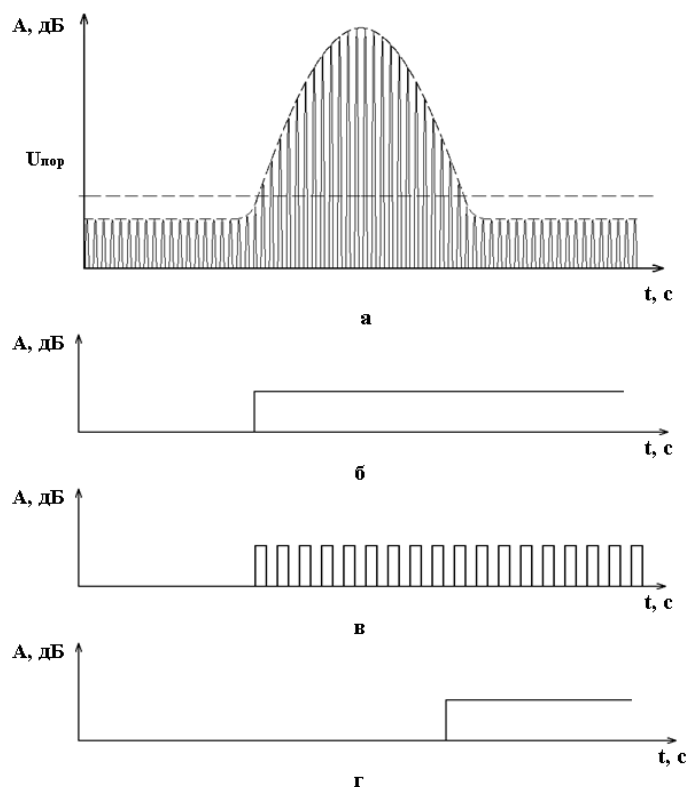 А, дБ
Uпор
t, с
а
А, дБ
t, с
б
А, дБ
t, с
в
А, дБ
t, с
г